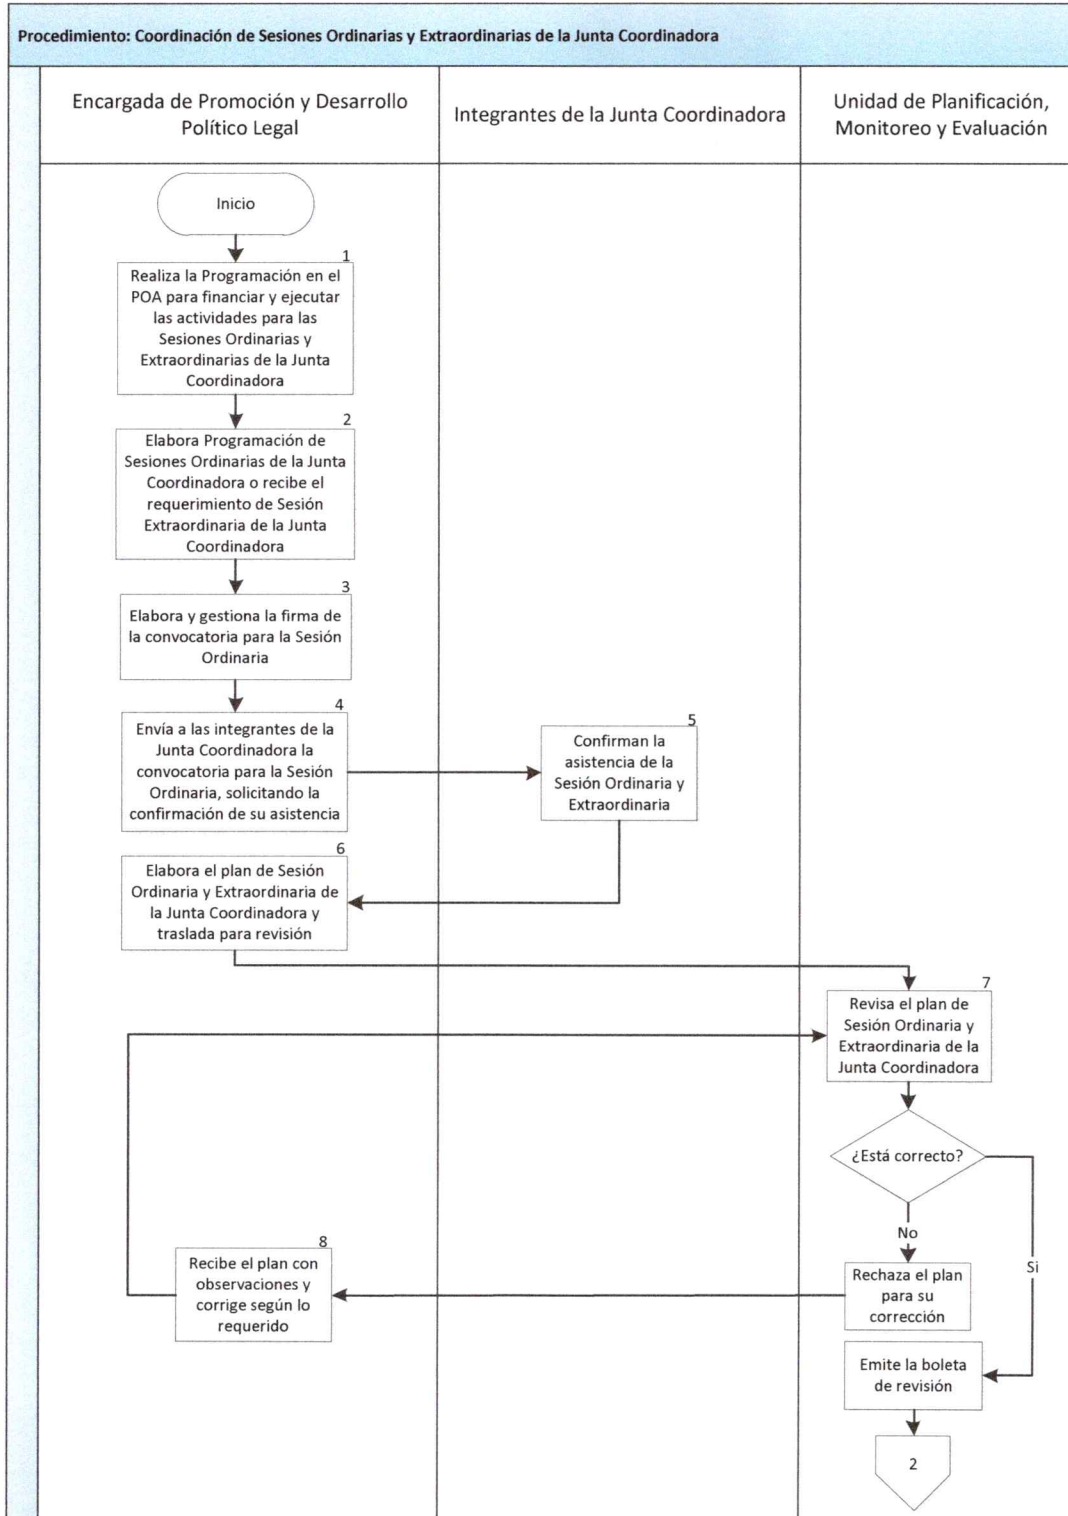 Procedimiento: Coordinación de Sesiones Ordinarias y Extraordinarias de la Junta Coordinadora
Encargada de Promoción y Desarrollo
Político Legal
Integrantes de la Junta Coordinadora
Unidad de Planificación,
Monitoreo y Evaluación
Inicio
1
Realiza la Programación en el
POA para financiar y ejecutar
las actividades para las
Sesiones Ordinarias y
Extraordinarias de la Junta
Coordinadora
2
Elabora Programación de
Sesiones Ordinarias de la Junta
Coordinadora o recibe el
requerimiento de Sesión
Extraordinaria de la Junta
Coordinadora
3
Elabora y gestiona la firma de
la convocatoria para la Sesión
Ordinaria
4
Envía a las integrantes de la
Junta Coordinadora la
convocatoria para la Sesión
Ordinaria, solicitando la
confirmación de su asistencia
5
Confirman la
asistencia de la
Sesión Ordinaria y
Extraordinaria
6
Elabora el plan de Sesión
Ordinaria y Extraordinaria de
la Junta Coordinadora y
traslada para revisión
7
Revisa el plan de
Sesión Ordinaria y
Extraordinaria de la
Junta Coordinadora
¿Está correcto?
No
Si
Rechaza el plan
para su
corrección
8
Recibe el plan con
observaciones y
corrige según lo
requerido
Emite la boleta
de revisión
2